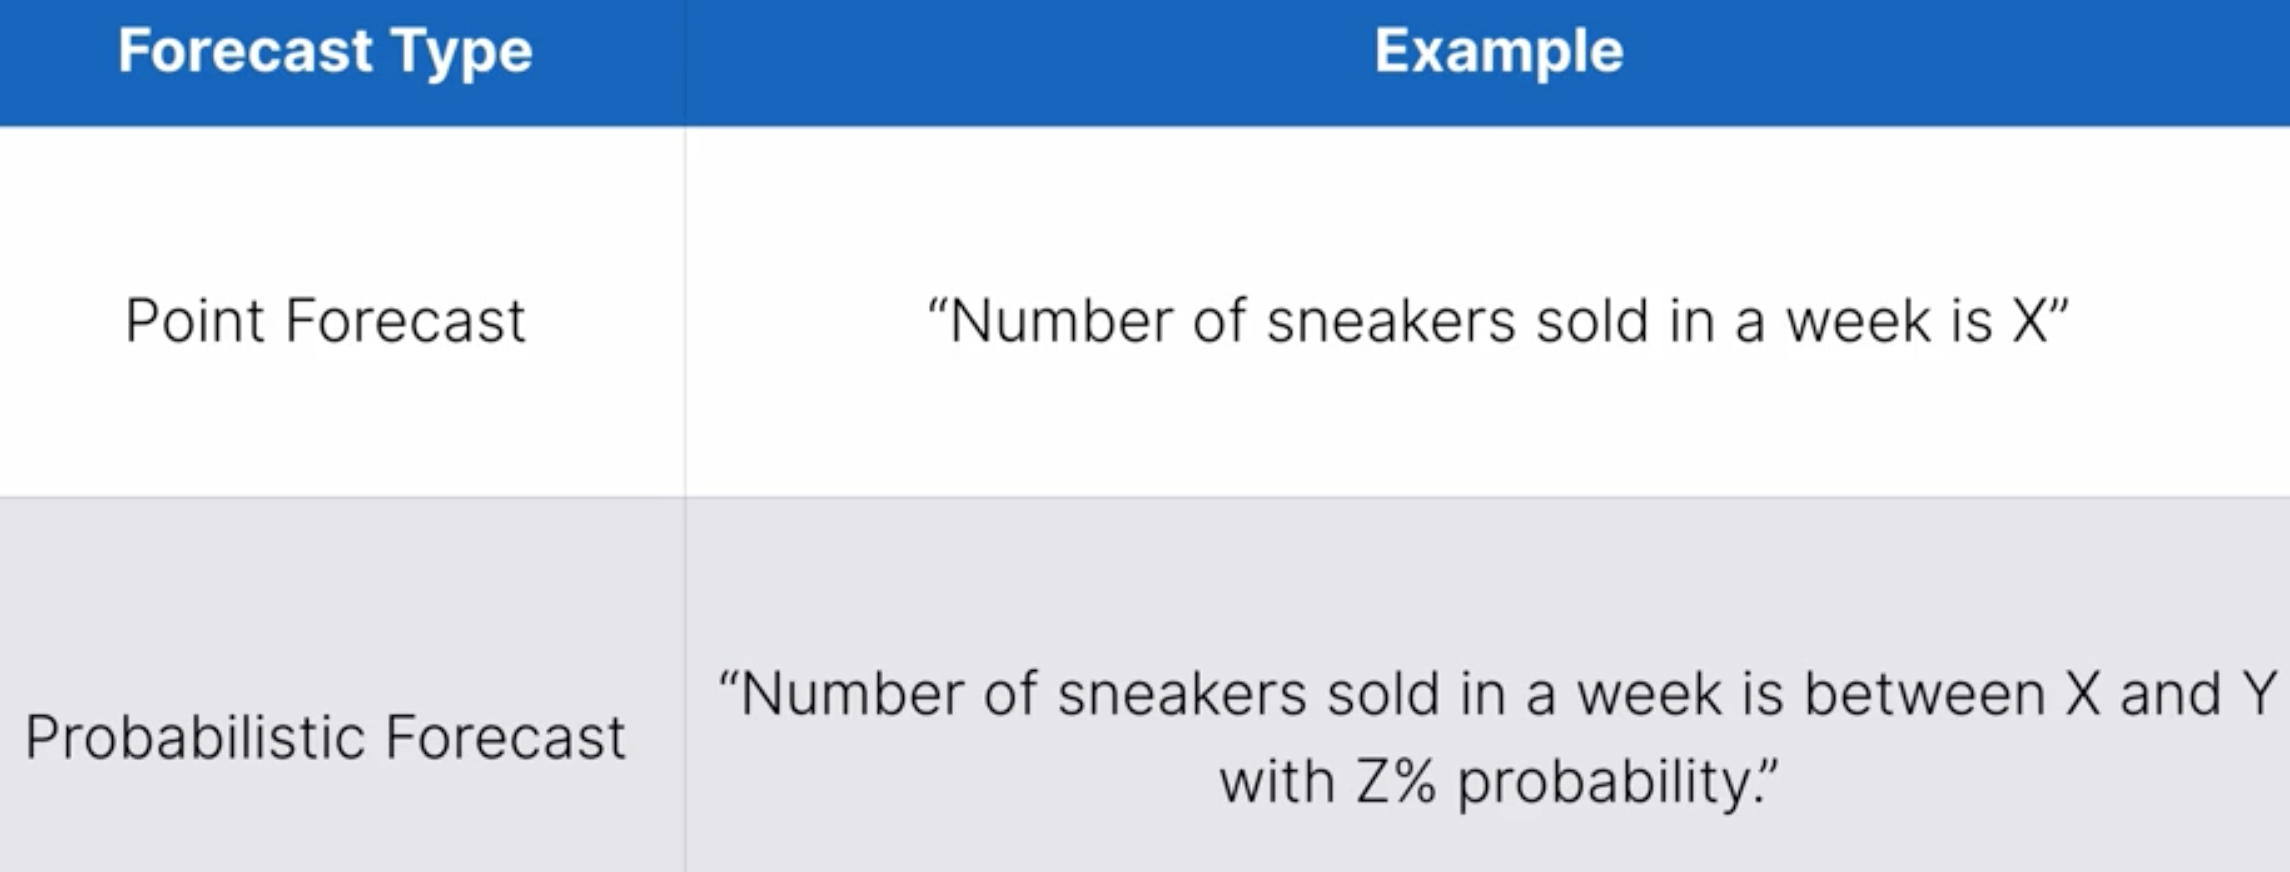 Forecast Type
Example
Point Forecast
“Number of sneakers sold in a week is X”
Probabilistic Forecast
“Number of sneakers sold in a week is between X and Y
with Z% probability.”